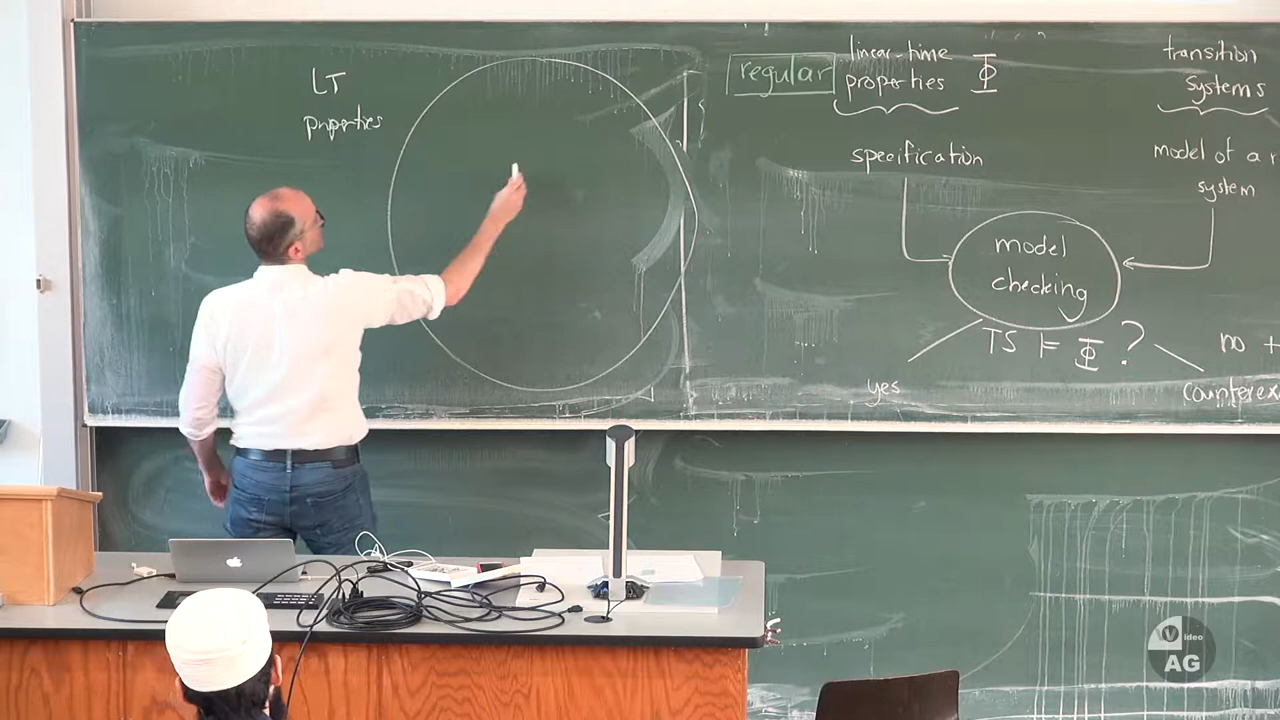 LT
properties
regular
linear-time
properties Φ
transition
systems
specification
model of a
system
model
checking
TS ⊨ Φ ?
yes
no +
Video
AG